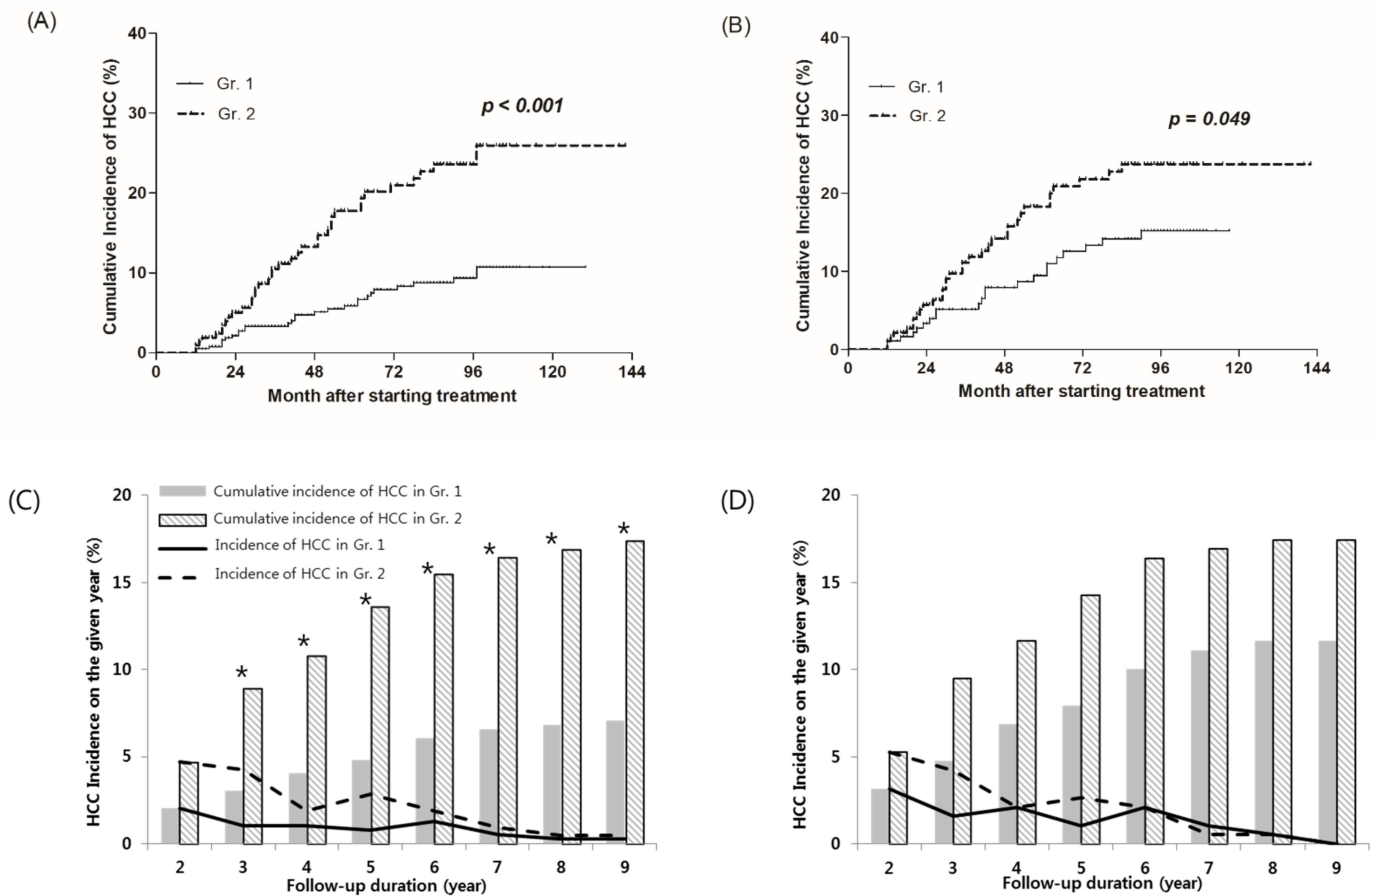 (A)
Cumulative Incidence of HCC (%)
40
30
20
10
0
Gr. 1
Gr. 2
p < 0.001
0 24 48 72 96 120 144
Month after starting treatment
(B)
Cumulative Incidence of HCC (%)
40
30
20
10
0
Gr. 1
Gr. 2
p = 0.049
0 24 48 72 96 120 144
Month after starting treatment
(C)
HCC Incidence on the given year (%)
20
15
10
5
0
Cumulative incidence of HCC in Gr. 1
Cumulative incidence of HCC in Gr. 2
Incidence of HCC in Gr. 1
Incidence of HCC in Gr. 2
* * * * * * *
2 3 4 5 6 7 8 9
Follow-up duration (year)
(D)
HCC Incidence on the given year (%)
20
15
10
5
0
2 3 4 5 6 7 8 9
Follow-up duration (year)